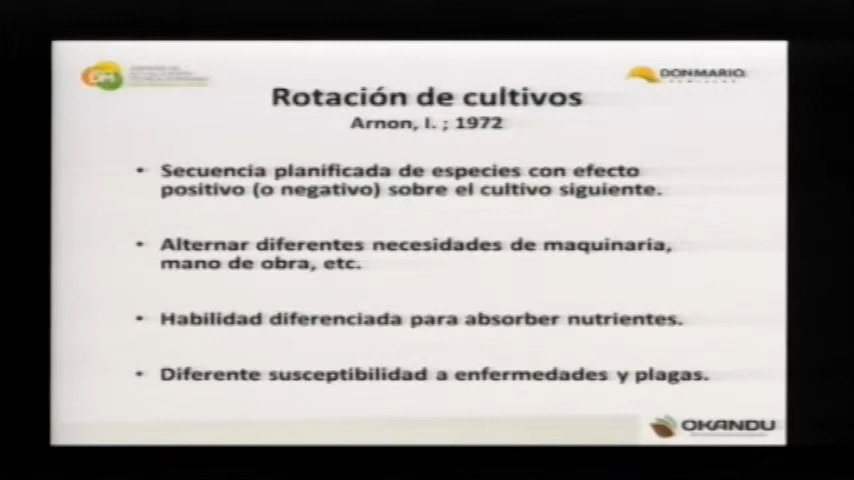 DM
DONMARIO
Rotación de cultivos
Arnon, I. ; 1972
• Secuencia planificada de especies con efecto
positivo (o negativo) sobre el cultivo siguiente.
• Alternar diferentes necesidades de maquinaria,
mano de obra, etc.
• Habilidad diferenciada para absorber nutrientes.
• Diferente susceptibilidad a enfermedades y plagas.
OKANDU